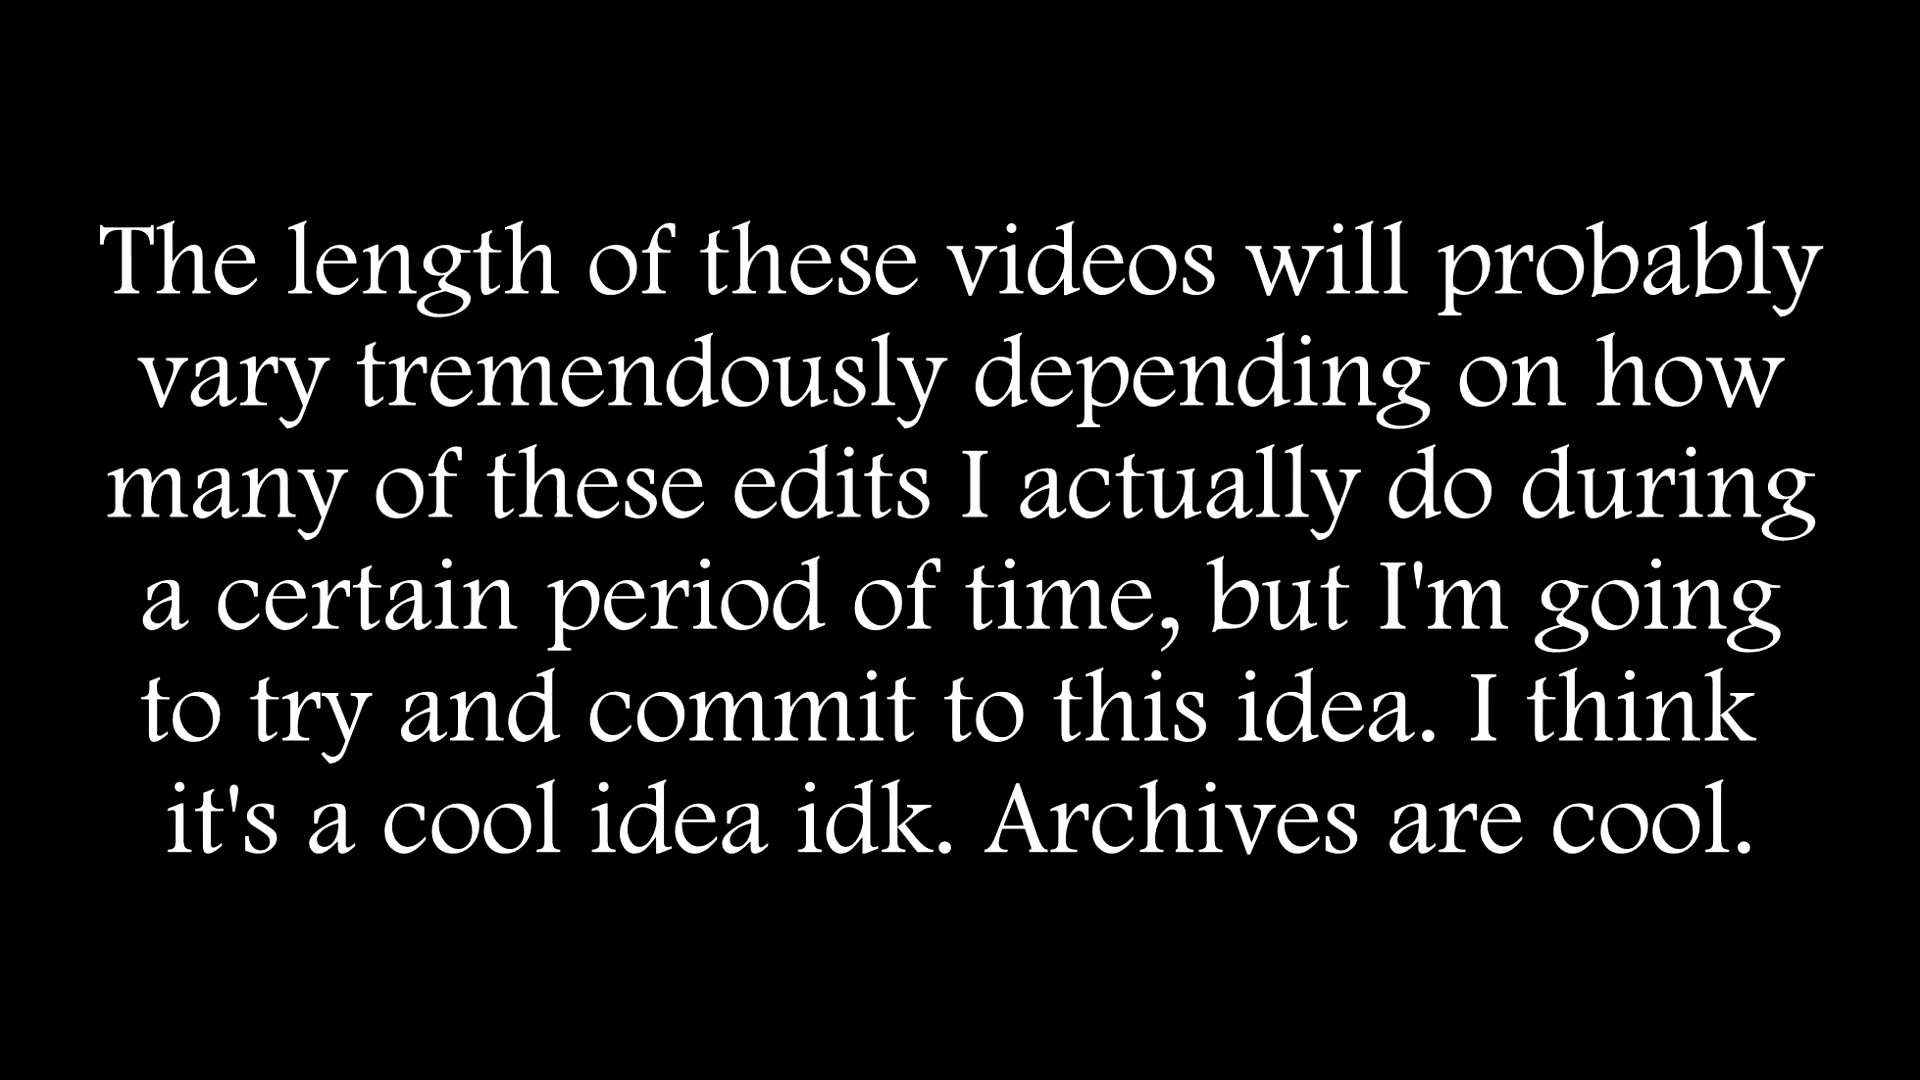 The length of these videos will probably
vary tremendously depending on how
many of these edits I actually do during
a certain period of time, but I'm going
to try and commit to this idea. I think
it's a cool idea idk. Archives are cool.